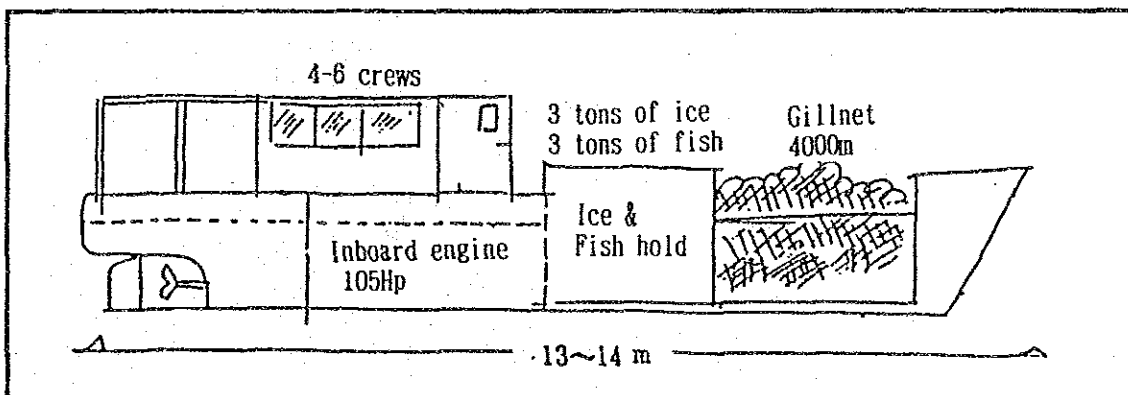 4-6 crews
3 tons of ice
3 tons of fish
Gillnet
4000m
Ice &
Fish hold
Inboard engine
105Hp
13~14 m